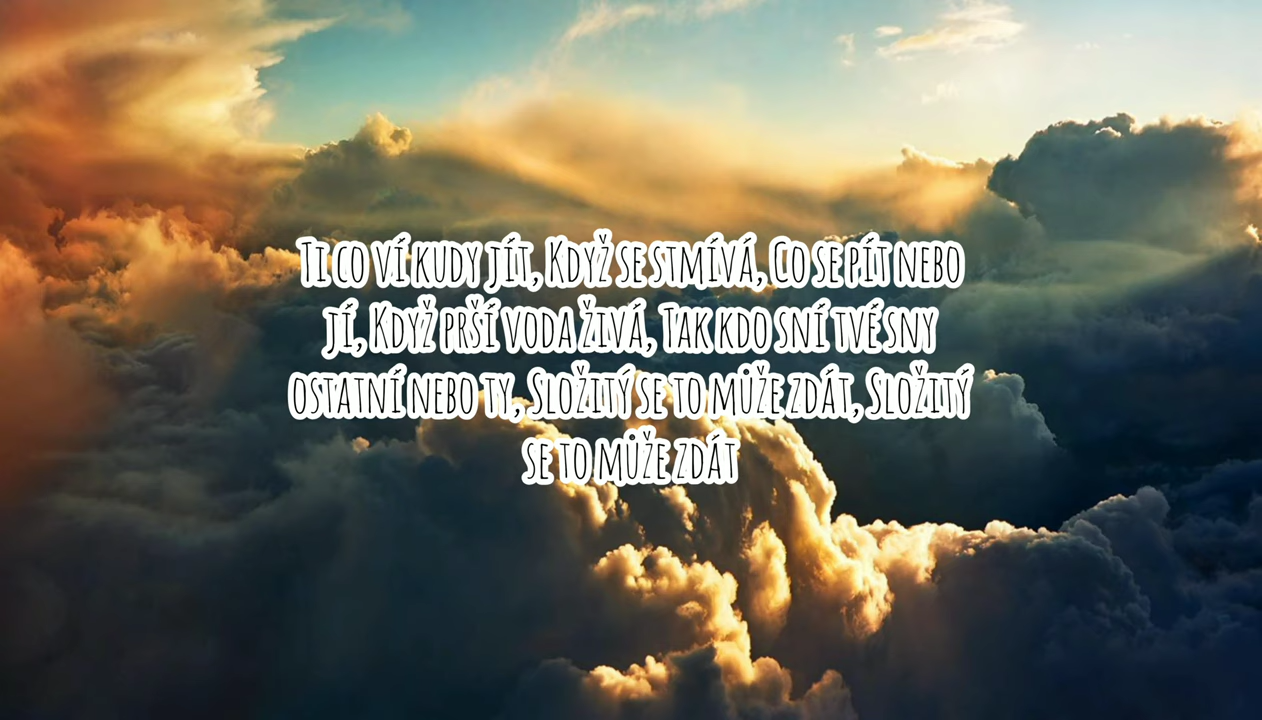 Ti co ví kudy jít, Když se stmívá, Co se pít nebo
jí, Když prší voda živá, Tak kdo sní tvé sny
ostatní nebo ty, Složitý se to může zdát, Složitý
se to může zdát